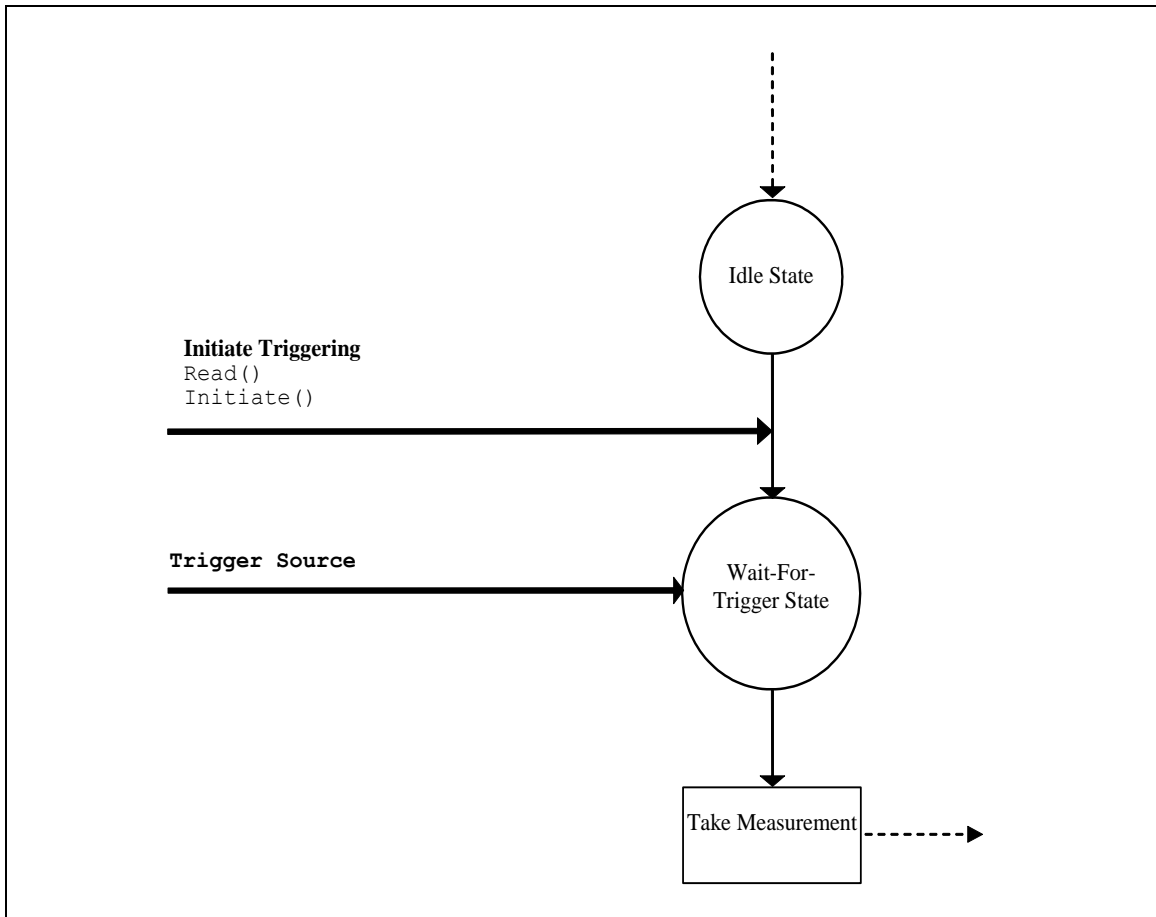 Idle State
Initiate Triggering
Read()
Initiate()
Trigger Source
Wait-For-
Trigger State
Take Measurement